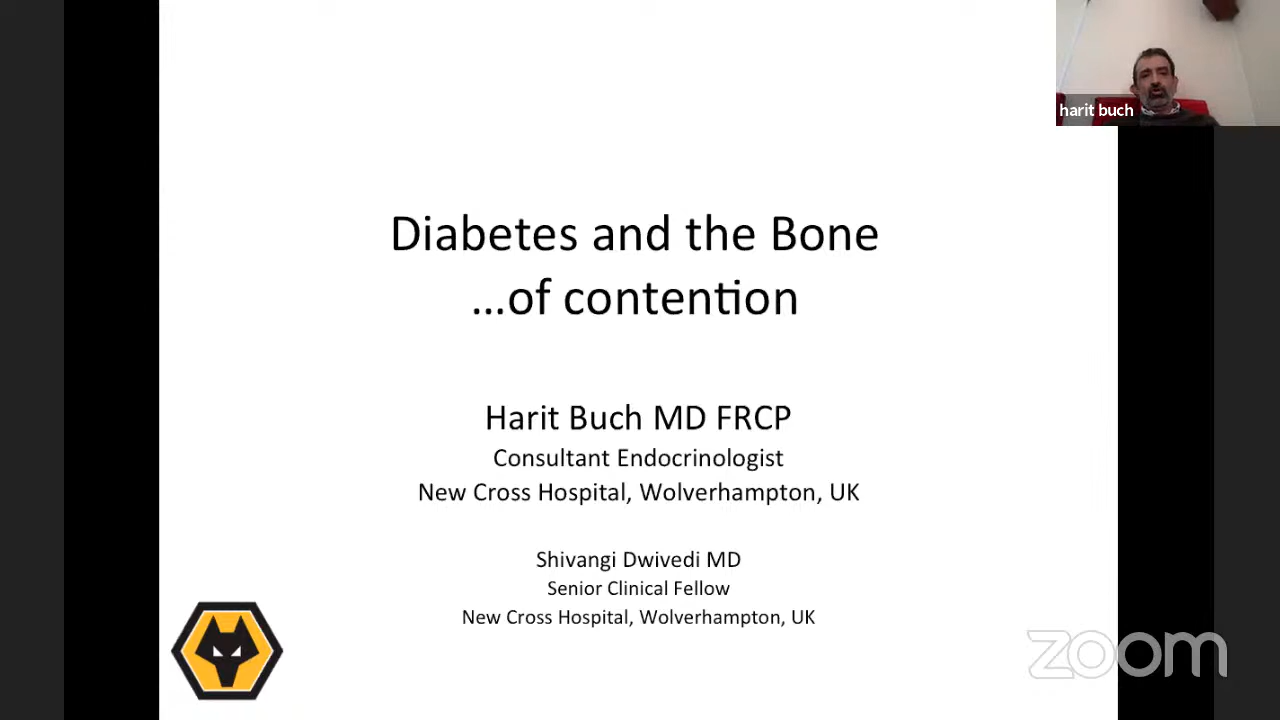 harit buch
Diabetes and the Bone
...of contention
Harit Buch MD FRCP
Consultant Endocrinologist
New Cross Hospital, Wolverhampton, UK
Shivangi Dwivedi MD
Senior Clinical Fellow
New Cross Hospital, Wolverhampton, UK
zoom